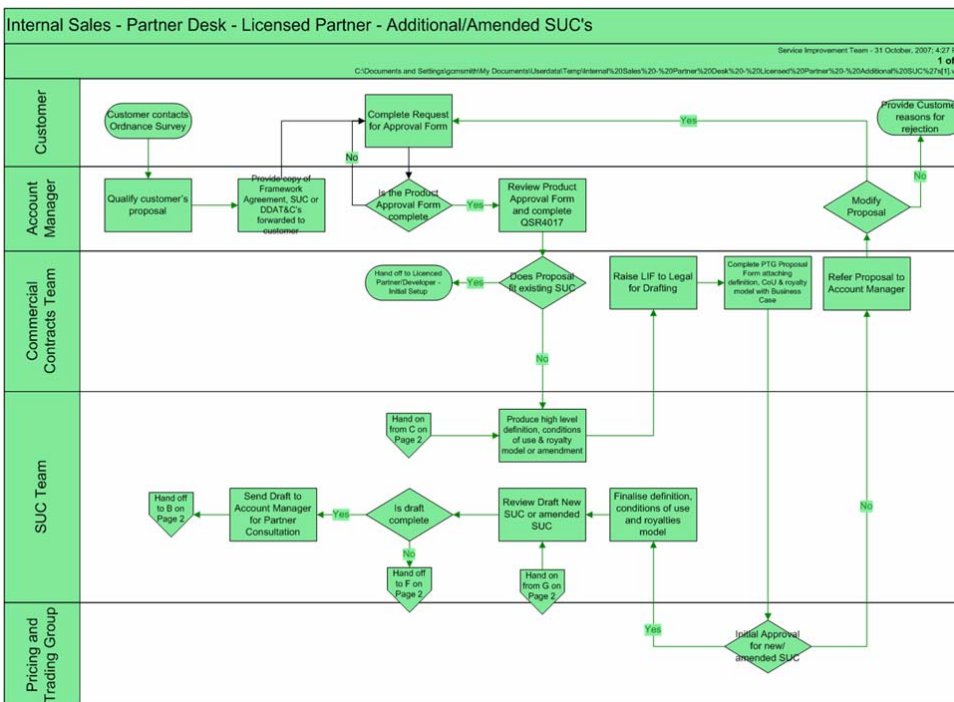 Internal Sales - Partner Desk - Licensed Partner - Additional/Amended SUC's
Service Improvement Team - 31 October, 2007; 4:27
1 of
C:\Documents and Settings\gomsmith\My Documents\Userdata\Temp\Internal%20Sales%20-%20Partner%20Desk%20-%20Licensed%20Partner%20-%20Additional%20SUC%27s[1].v
Customer
Customer contacts
Ordnance Survey
Complete Request
for Approval Form
Yes
Provide Custome
reasons for
rejection
No
No
Account
Manager
Qualify customer's
proposal
Provide copy of
Framework
Agreement, SUC or
DDAT&C's
forwarded to
customer
Is the Product
Approval Form
complete
Yes
Review Product
Approval Form
and complete
QSR4017
Modify
Proposal
Commercial
Contracts Team
Hand off to Licenced
Partner/Developer -
Initial Setup
Yes
Does Proposal
fit existing SUC
Raise LIF to Legal
for Drafting
Complete PTG Proposal
Form attaching
definition, CoU & royalty
model with Business
Case
Refer Proposal to
Account Manager
No
SUC Team
Hand on
from C on
Page 2
Produce high level
definition, conditions
of use & royalty
model or amendment
Hand off
to B on
Page 2
Send Draft to
Account Manager
for Partner
Consultation
Yes
Is draft
complete
Review Draft New
SUC or amended
SUC
Finalise definition,
conditions of use
and royalties
model
No
No
Hand off
to F on
Page 2
Hand on
from G on
Page 2
Pricing and
Trading Group
Yes
Initial Approval
for new/
amended SUC